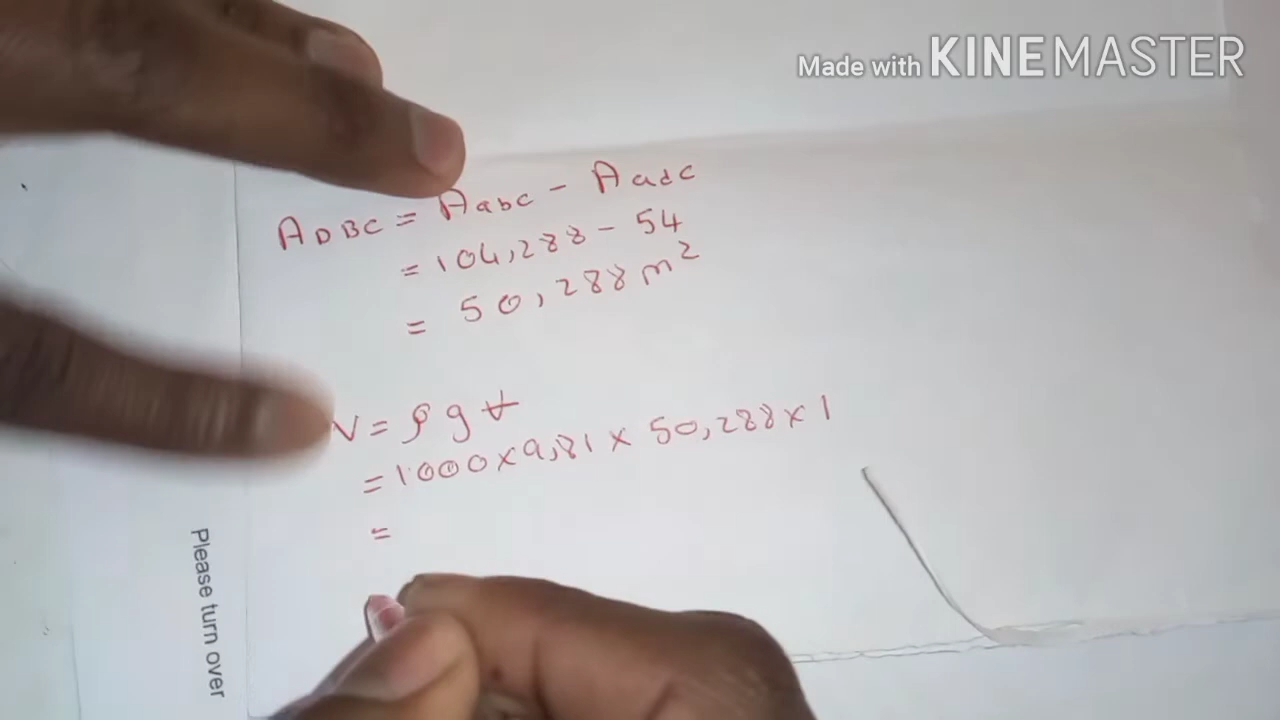 Made with KINEMASTER
ADBC = Aabc - Aadc
= 104,288 - 54
= 50,288 m²
V = ρ g V
= 1000 x 9,81 x 50,288 x 1
=
Please turn over